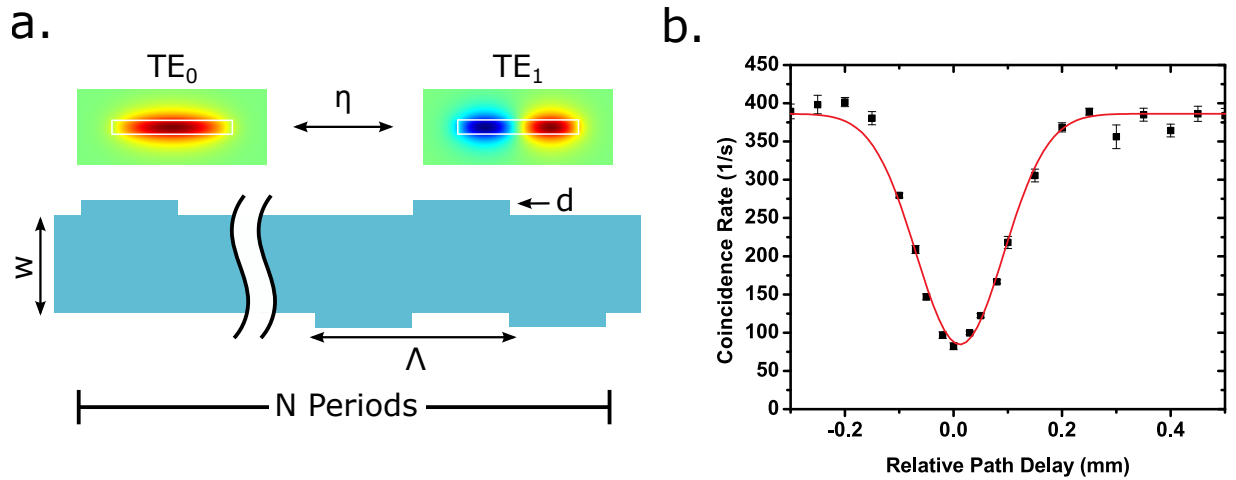 a.
TE₀
η
TE₁
d
w
Λ
N Periods
b.
Coincidence Rate (1/s)
450
400
350
300
250
200
150
100
50
0
-0.2 0.0 0.2 0.4
Relative Path Delay (mm)